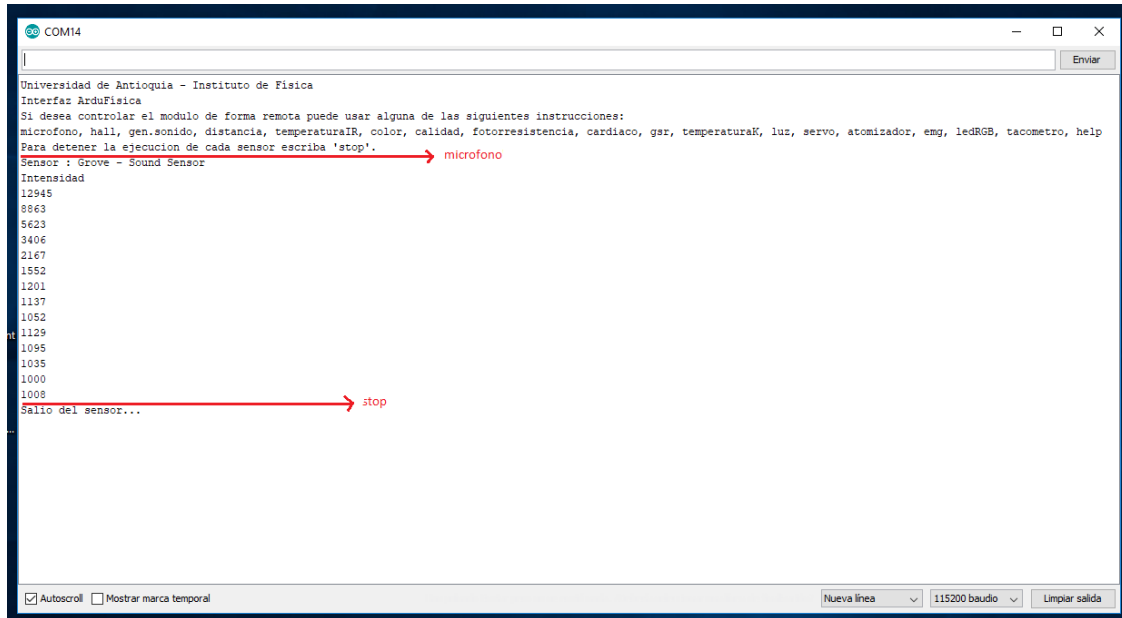 COM14
Enviar
Universidad de Antioquia - Instituto de Física
Interfaz ArduFísica
Si desea controlar el modulo de forma remota puede usar alguna de las siguientes instrucciones:
microfono, hall, gen.sonido, distancia, temperaturaIR, color, calidad, fotorresistencia, cardiaco, gsr, temperaturaK, luz, servo, atomizador, emg, ledRGB, tacometro, help
Para detener la ejecucion de cada sensor escriba 'stop'.
microfono
Sensor : Grove - Sound Sensor
Intensidad
12945
8863
5623
3406
2167
1552
1201
1137
1052
nt
1129
1095
1035
1000
1008
stop
Salio del sensor...
...
Autoscroll Mostrar marca temporal Nueva línea 115200 baudio Limpiar salida